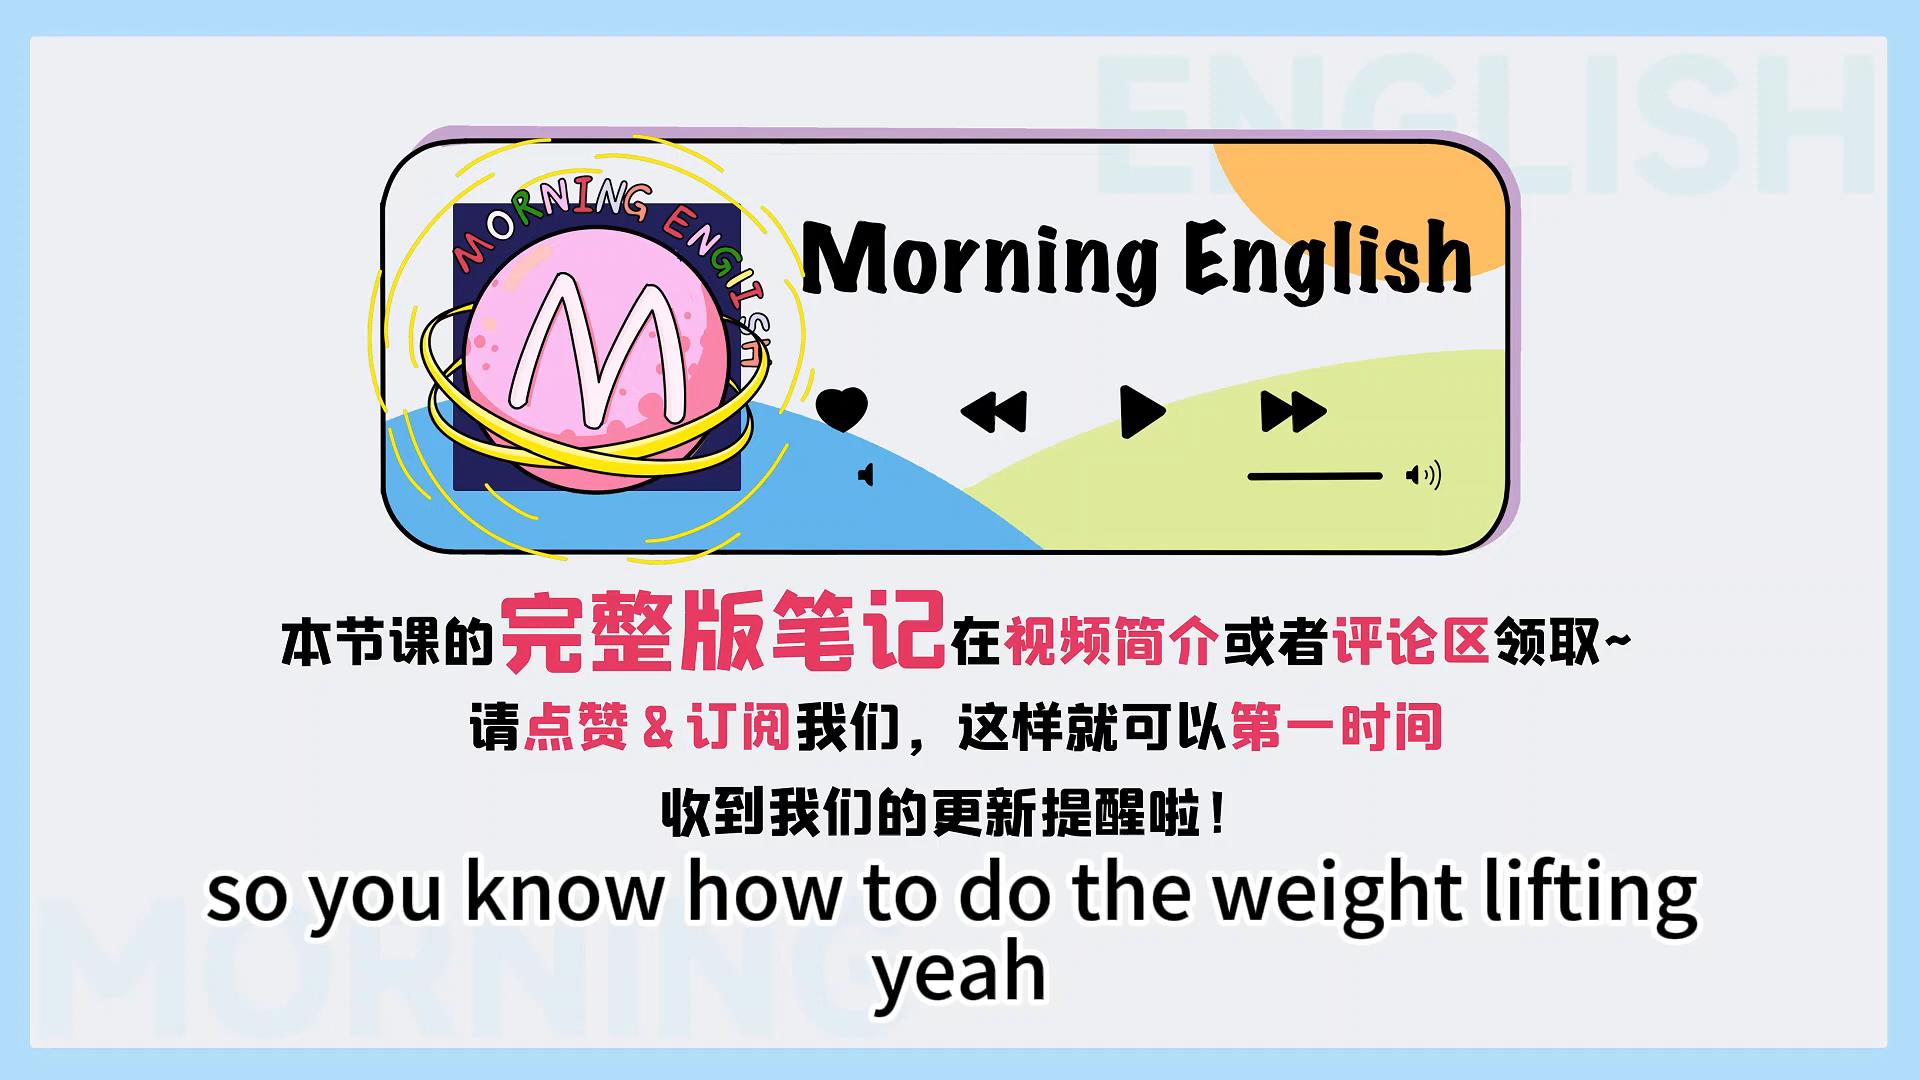 ENGLISH
MORNING ENGLISH
M
Morning English
本节课的完整版笔记在视频简介或者评论区领取~
请点赞&订阅我们，这样就可以第一时间
收到我们的更新提醒啦！
so you know how to do the weight lifting
yeah
MORNING